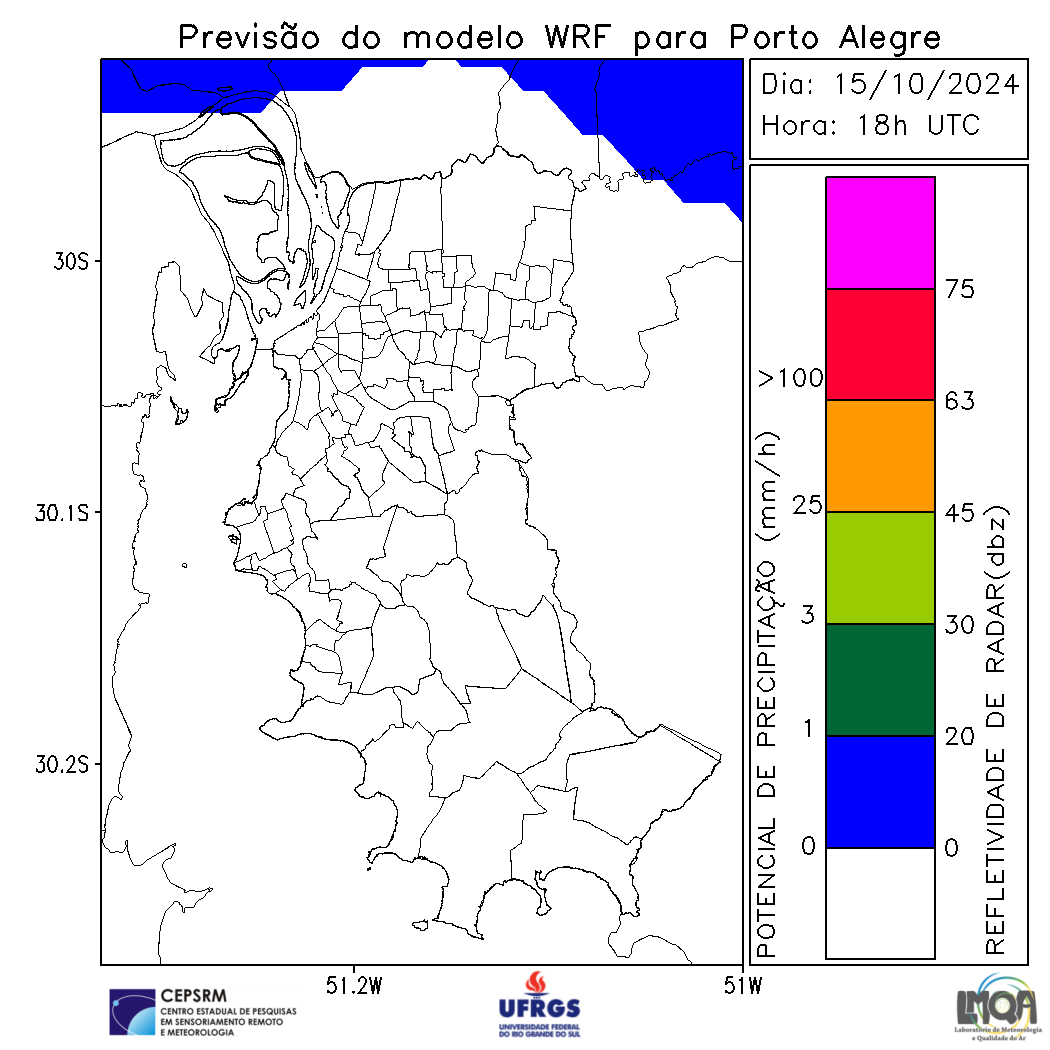 Previsão do modelo WRF para Porto Alegre
Dia: 15/10/2024
Hora: 18h UTC
30S
30.1S
30.2S
51.2W
51W
POTENCIAL DE PRECIPITAÇÃO (mm/h)
>100
25
3
1
0
75
63
45
30
20
0
REFLETIVIDADE DE RADAR(dbz)
CEPSRM
CENTRO ESTADUAL DE PESQUISAS
EM SENSORIAMENTO REMOTO
E METEOROLOGIA
UFRGS
UNIVERSIDADE FEDERAL
DO RIO GRANDE DO SUL
LMQA
Laboratório de Meteorologia
e Qualidade do Ar